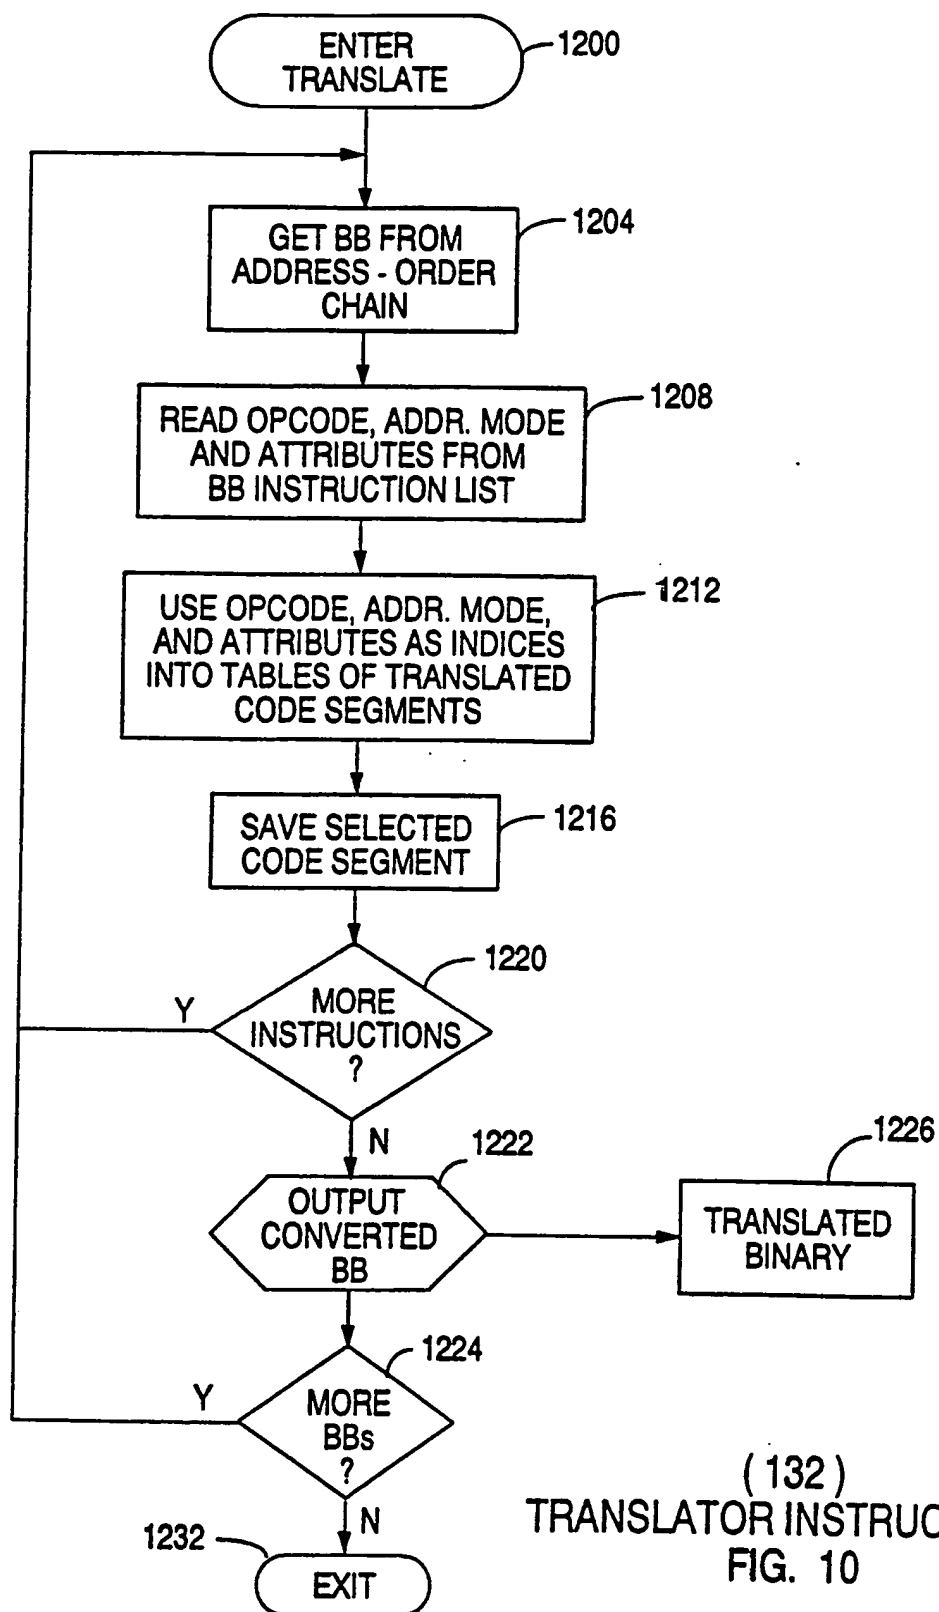 ENTER
TRANSLATE
1200
GET BB FROM
ADDRESS - ORDER
CHAIN
1204
READ OPCODE, ADDR. MODE
AND ATTRIBUTES FROM
BB INSTRUCTION LIST
1208
USE OPCODE, ADDR. MODE,
AND ATTRIBUTES AS INDICES
INTO TABLES OF TRANSLATED
CODE SEGMENTS
1212
SAVE SELECTED
CODE SEGMENT
1216
MORE
INSTRUCTIONS
?
1220
Y
N
OUTPUT
CONVERTED
BB
1222
TRANSLATED
BINARY
1226
MORE
BBs
?
1224
Y
N
EXIT
1232
( 132 )
TRANSLATOR INSTRUC
FIG. 10